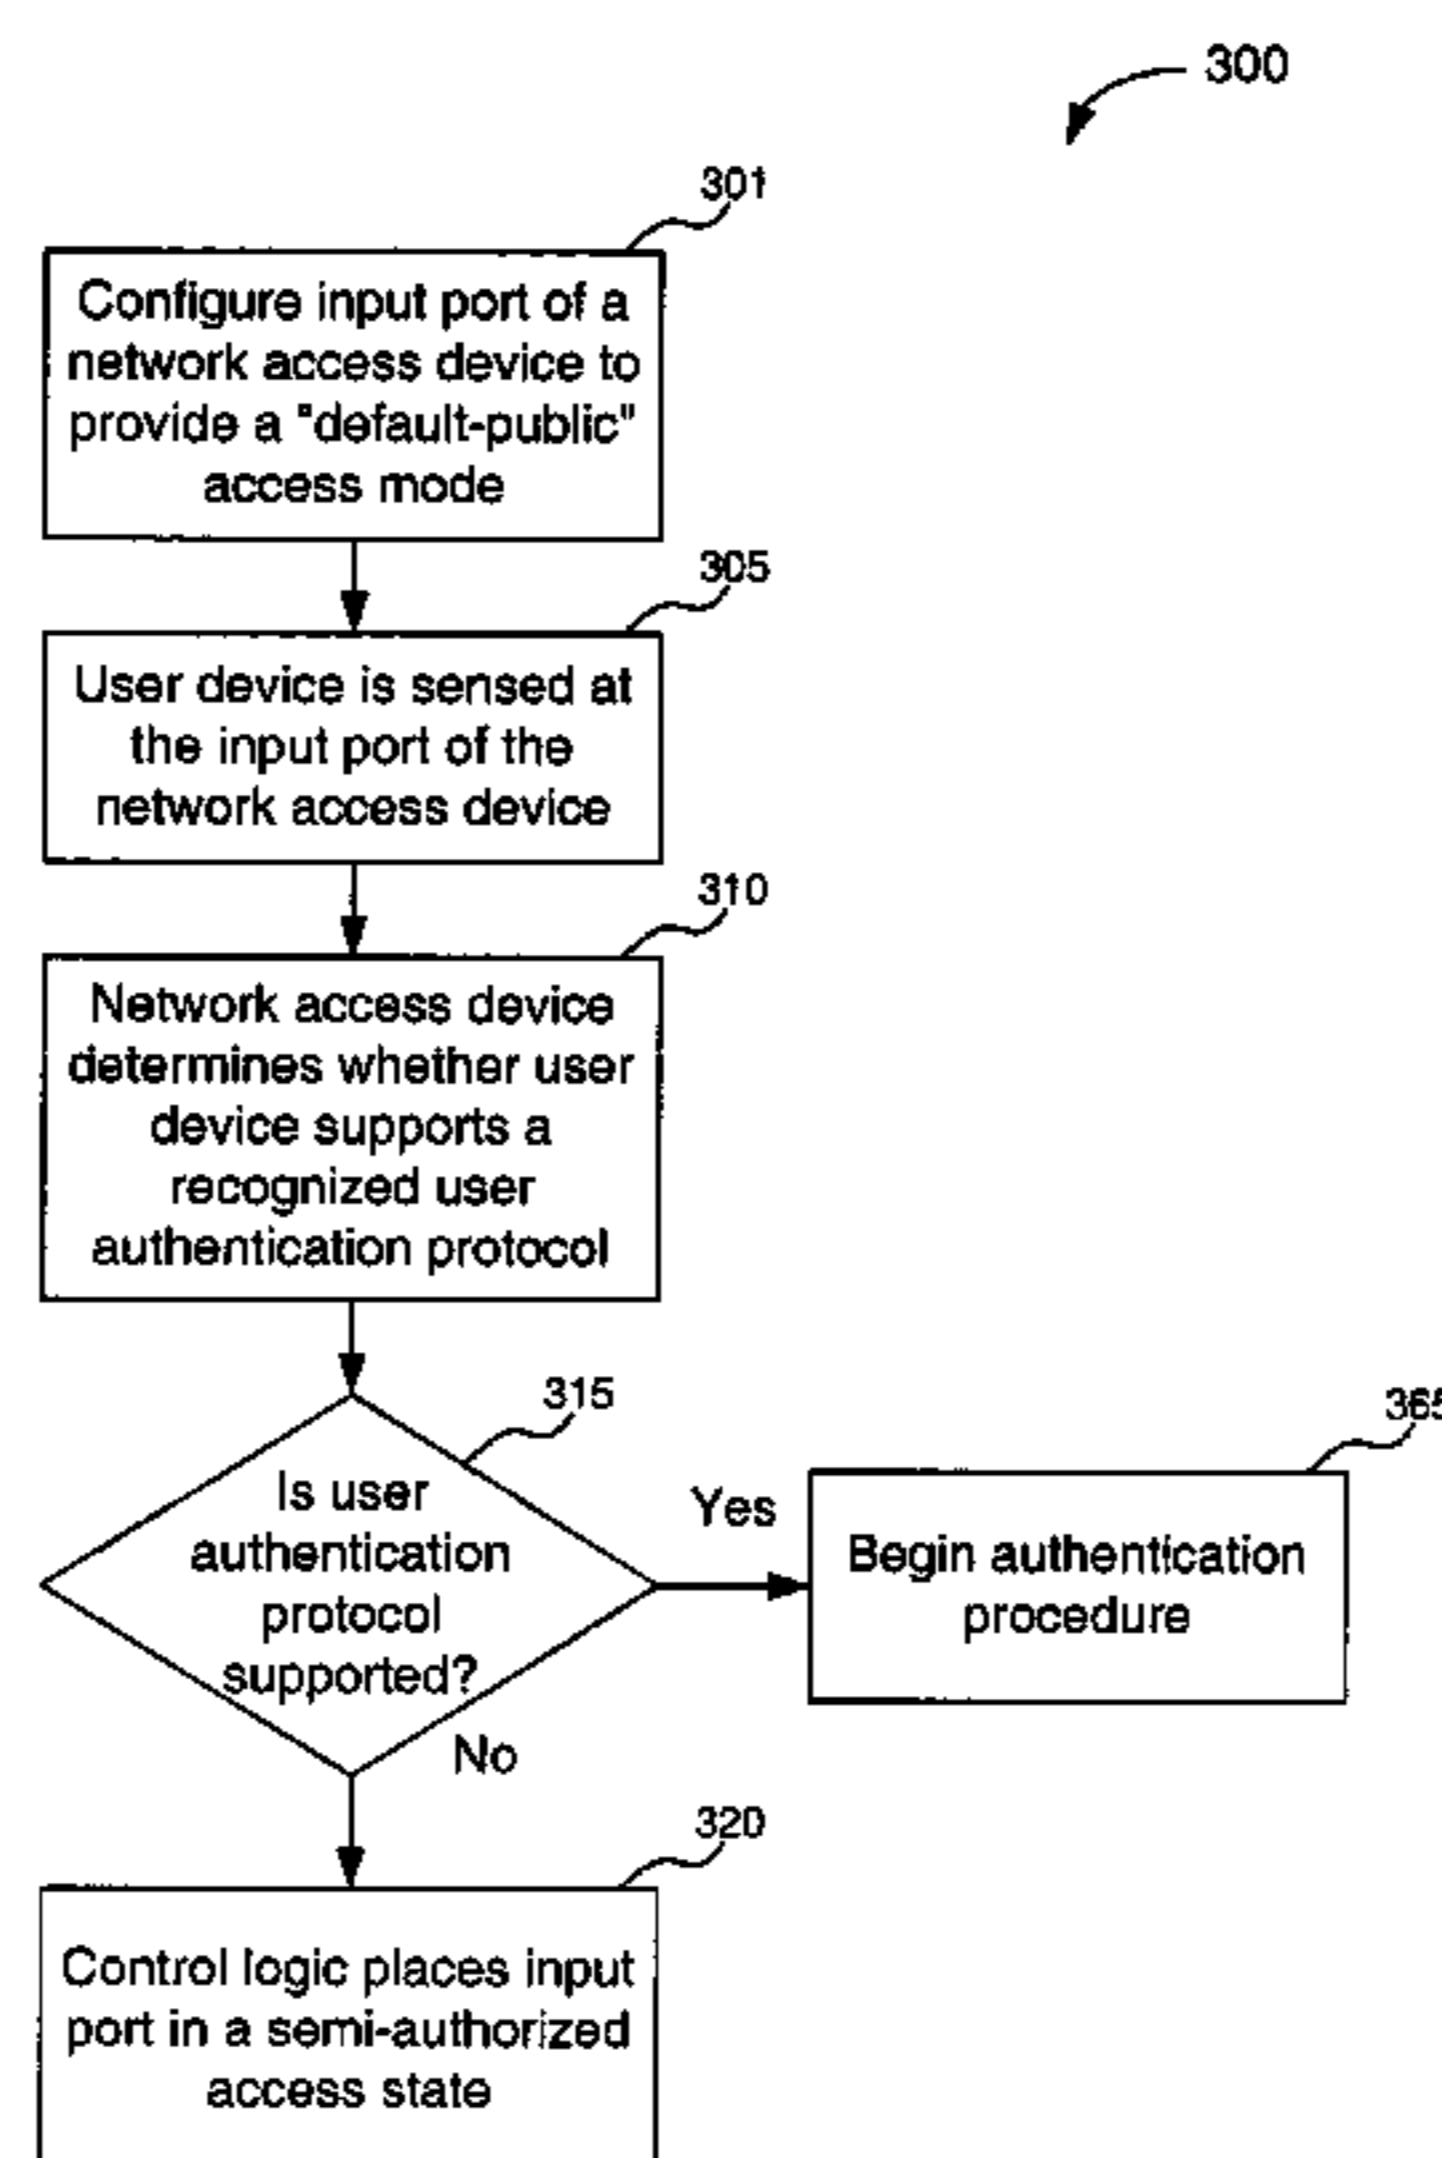 300
301
Configure input port of a
network access device to
provide a "default-public"
access mode
305
User device is sensed at
the input port of the
network access device
310
Network access device
determines whether user
device supports a
recognized user
authentication protocol
315
Is user
authentication
protocol
supported?
Yes
365
Begin authentication
procedure
No
320
Control logic places input
port in a semi-authorized
access state